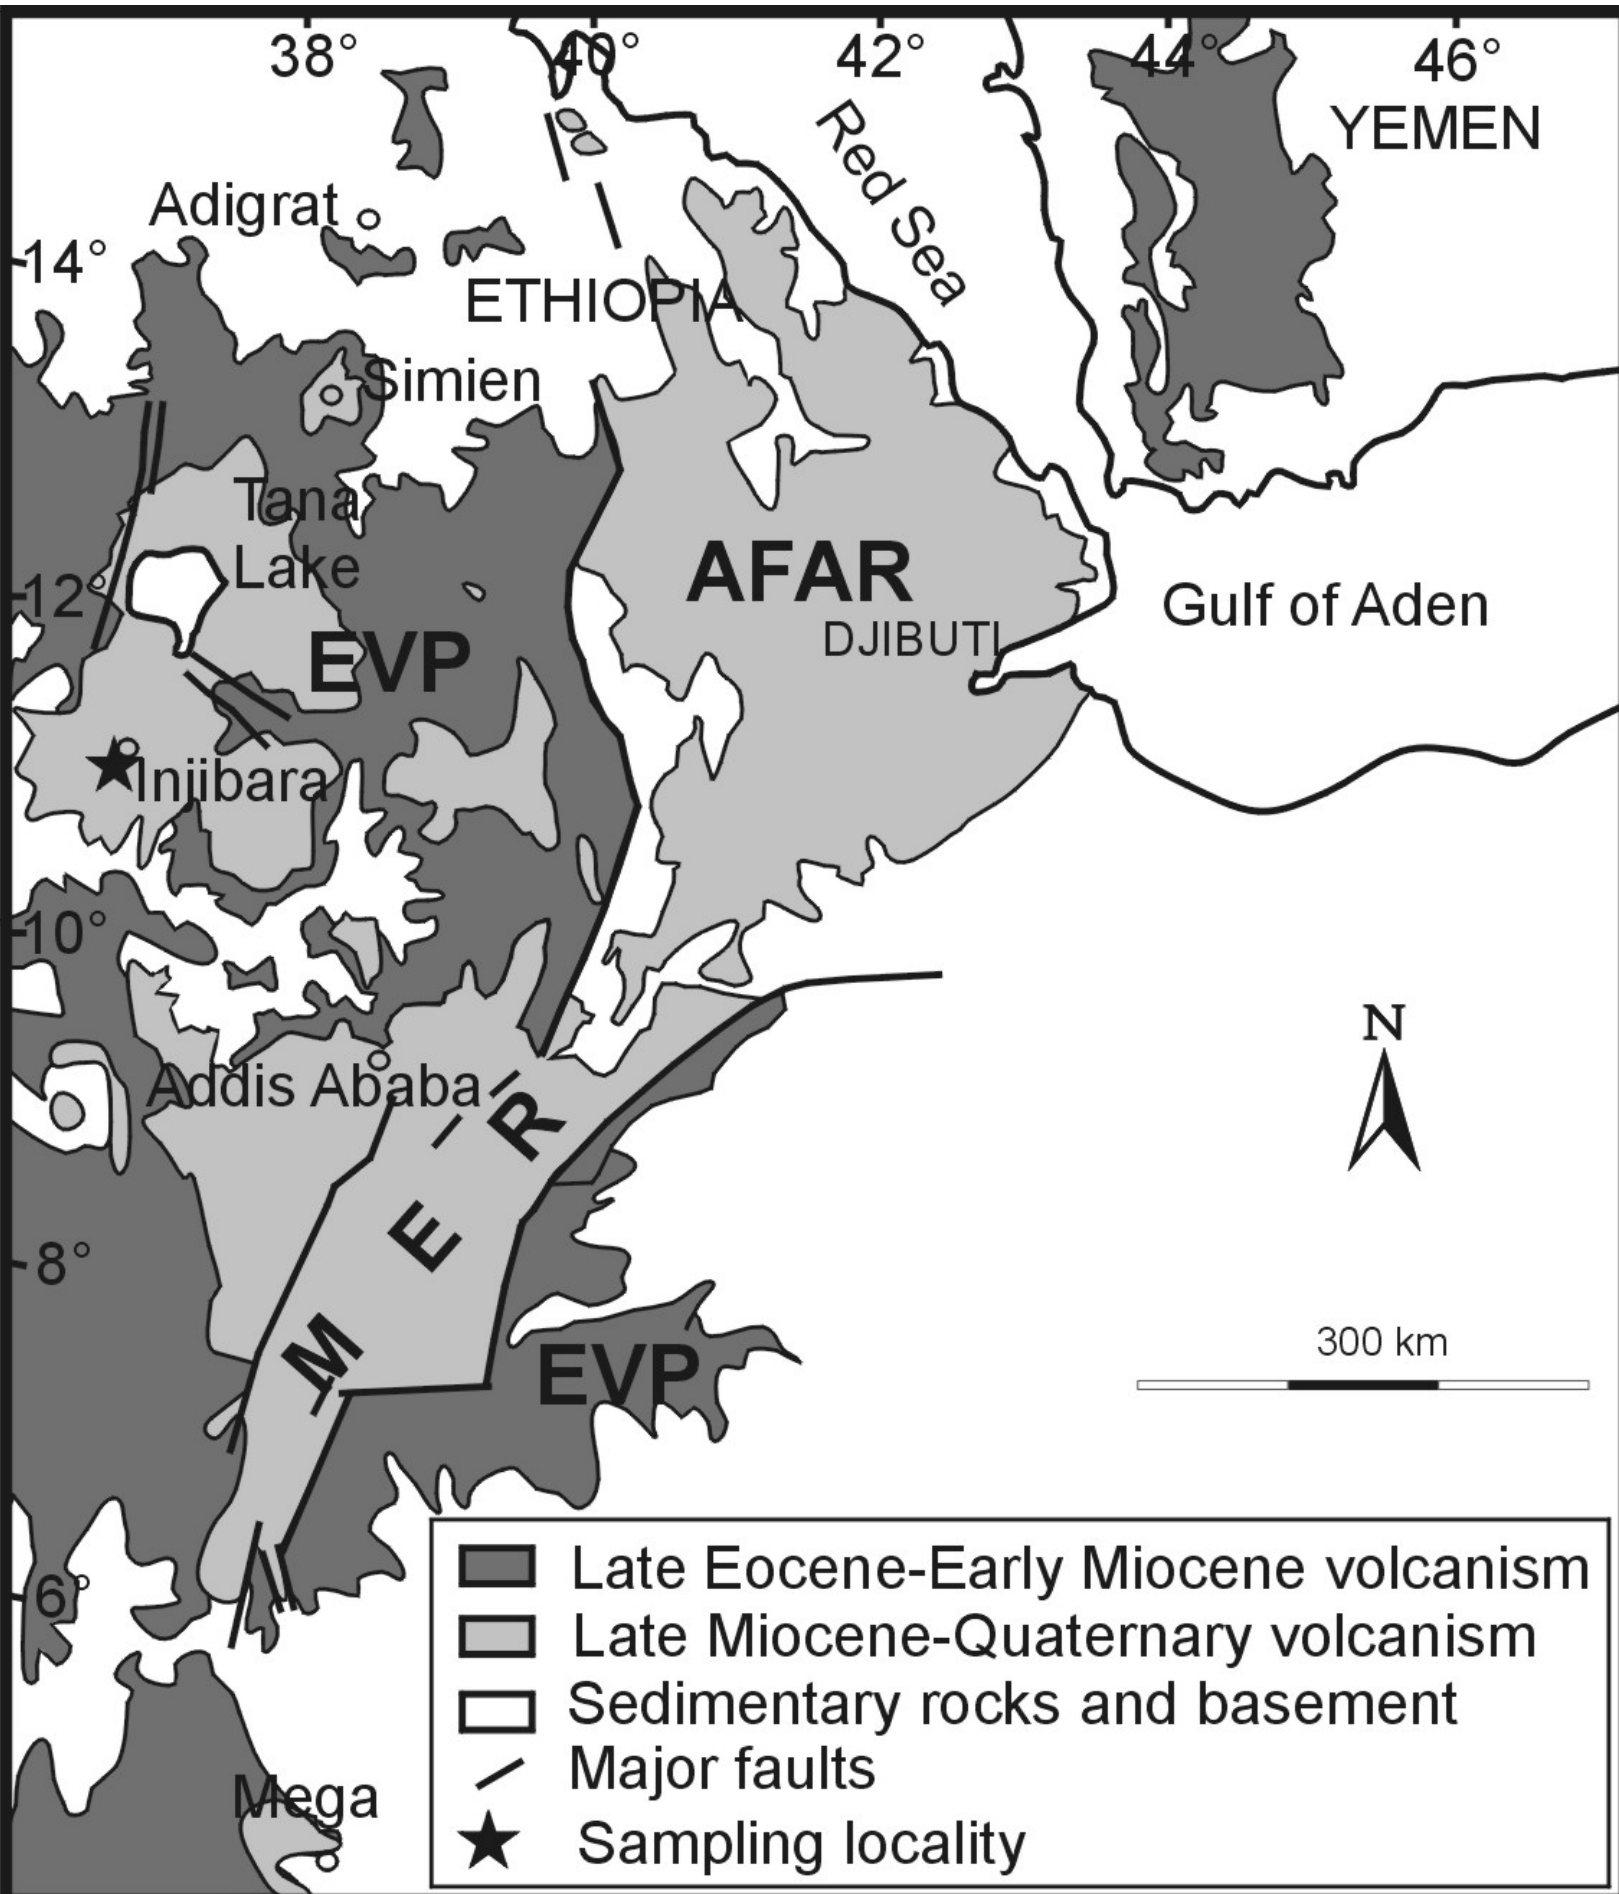 38°
40°
42°
44°
46°
YEMEN
Red Sea
Adigrat
14°
ETHIOPIA
Simien
Tana
Lake
12°
AFAR
DJIBUTI
Gulf of Aden
EVP
Injibara
10°
N
Addis Ababa
M E R
8°
300 km
EVP
6°
Late Eocene-Early Miocene volcanism
Late Miocene-Quaternary volcanism
Sedimentary rocks and basement
Major faults
Sampling locality
Mega